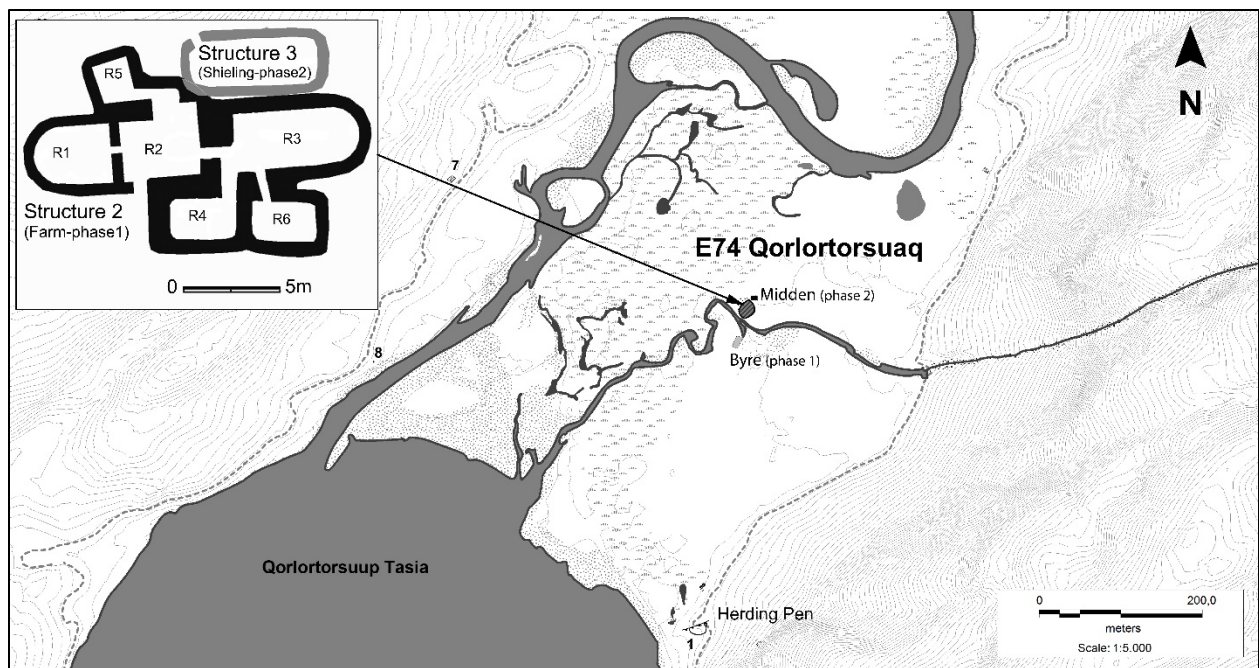 Structure 3
(Shieling-phase2)
R5
R1
R2
R3
R4
R6
Structure 2
(Farm-phase1)
0 5m
N
7
E74 Qorlortorsuaq
Midden (phase 2)
Byre (phase 1)
8
Qorlortorsuup Tasia
Herding Pen
1
0 200,0
meters
Scale: 1:5.000